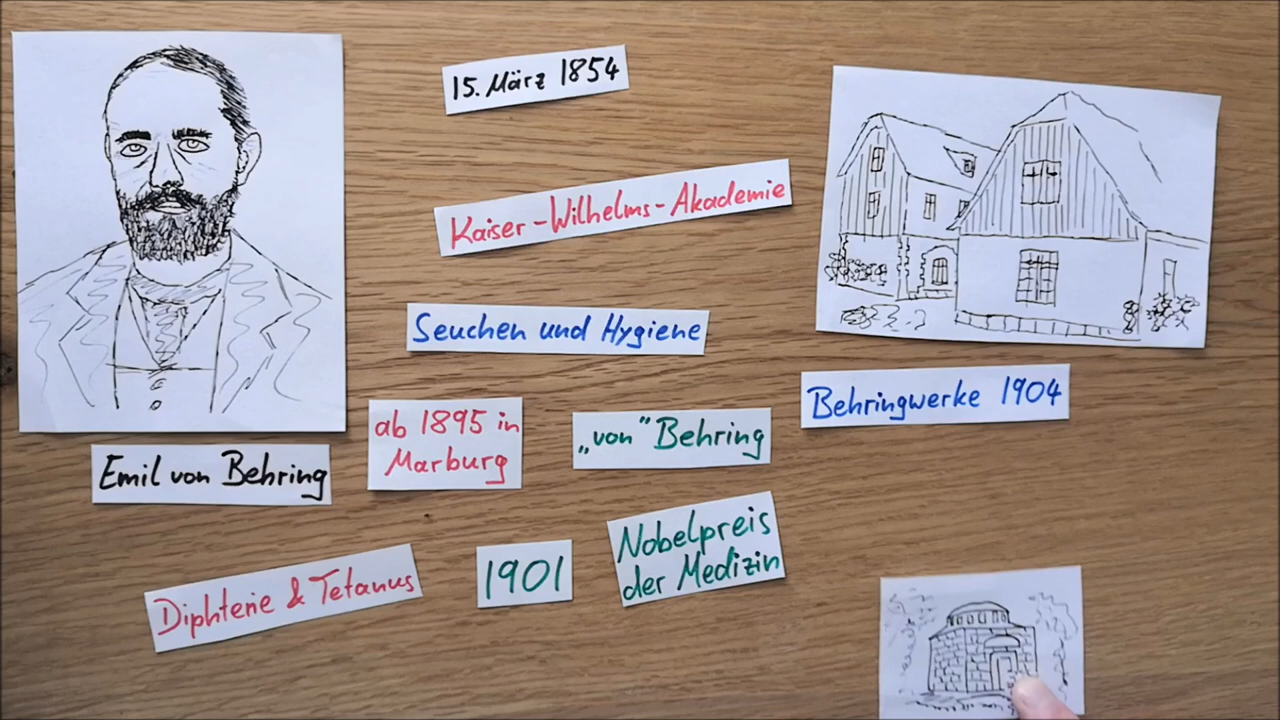 15. März 1854
Kaiser-Wilhelms-Akademie
Seuchen und Hygiene
Behringwerke 1904
ab 1895 in
Marburg
„von" Behring
Emil von Behring
Diphterie & Tetanus
1901
Nobelpreis
der Medizin